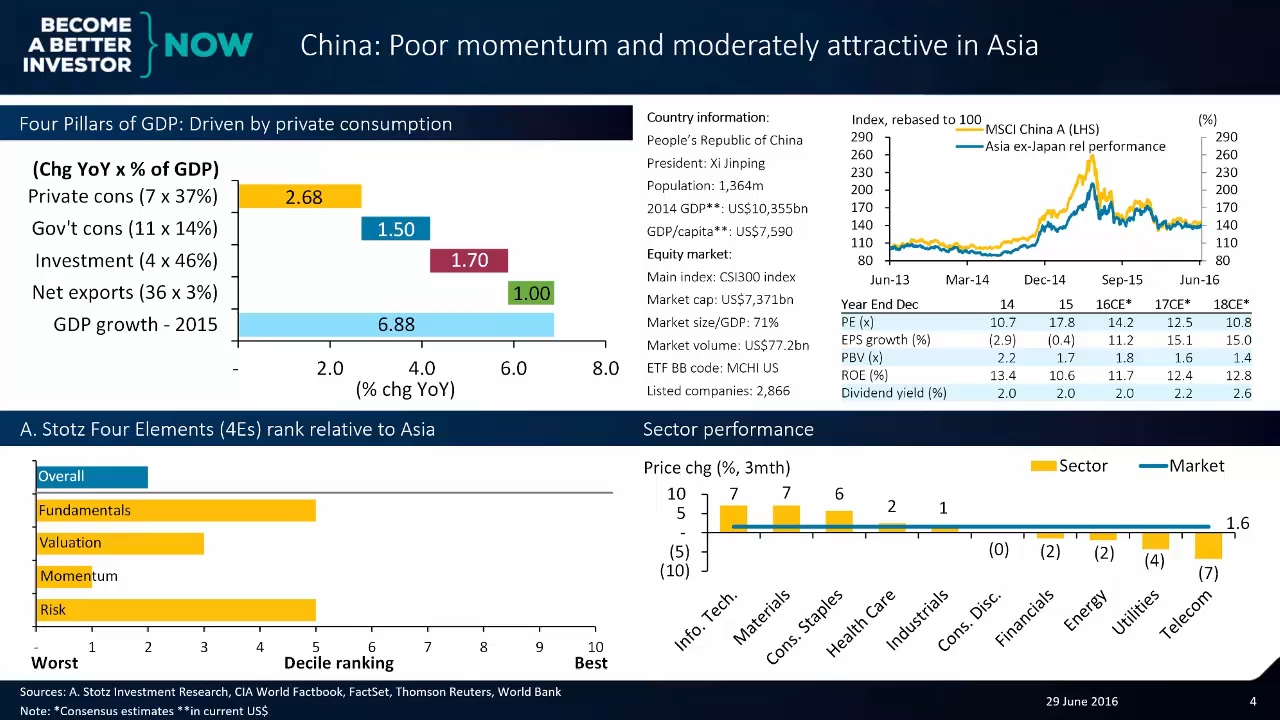 BECOME
A BETTER
INVESTOR
NOW
China: Poor momentum and moderately attractive in Asia
Four Pillars of GDP: Driven by private consumption
(Chg YoY x % of GDP)
Private cons (7 x 37%) 2.68
Gov't cons (11 x 14%) 1.50
Investment (4 x 46%) 1.70
Net exports (36 x 3%) 1.00
GDP growth - 2015 6.88
- 2.0 4.0 6.0 8.0
(% chg YoY)
Country information:
People's Republic of China
President: Xi Jinping
Population: 1,364m
2014 GDP**: US$10,355bn
GDP/capita**: US$7,590
Equity market:
Main index: CSI300 index
Market cap: US$7,371bn
Market size/GDP: 71%
Market volume: US$77.2bn
ETF BB code: MCHI US
Listed companies: 2,866
Index, rebased to 100 (%)
MSCI China A (LHS)
Asia ex-Japan rel performance
290 290
260 260
230 230
200 200
170 170
140 140
110 110
80 80
Jun-13 Mar-14 Dec-14 Sep-15 Jun-16
Year End Dec 14 15 16CE* 17CE* 18CE*
PE (x) 10.7 17.8 14.2 12.5 10.8
EPS growth (%) (2.9) (0.4) 11.2 15.1 15.0
PBV (x) 2.2 1.7 1.8 1.6 1.4
ROE (%) 13.4 10.6 11.7 12.4 12.8
Dividend yield (%) 2.0 2.0 2.0 2.2 2.6
A. Stotz Four Elements (4Es) rank relative to Asia
Overall
Fundamentals
Valuation
Momentum
Risk
- 1 2 3 4 5 6 7 8 9 10
Worst Decile ranking Best
Sector performance
Price chg (%, 3mth)
Sector Market
10
5
-
(5)
(10)
7 7 6 2 1 (0) (2) (2) (4) (7)
1.6
Info. Tech. Materials Cons. Staples Health Care Industrials Cons. Disc. Financials Energy Utilities Telecom
Sources: A. Stotz Investment Research, CIA World Factbook, FactSet, Thomson Reuters, World Bank
Note: *Consensus estimates **in current US$
29 June 2016 4